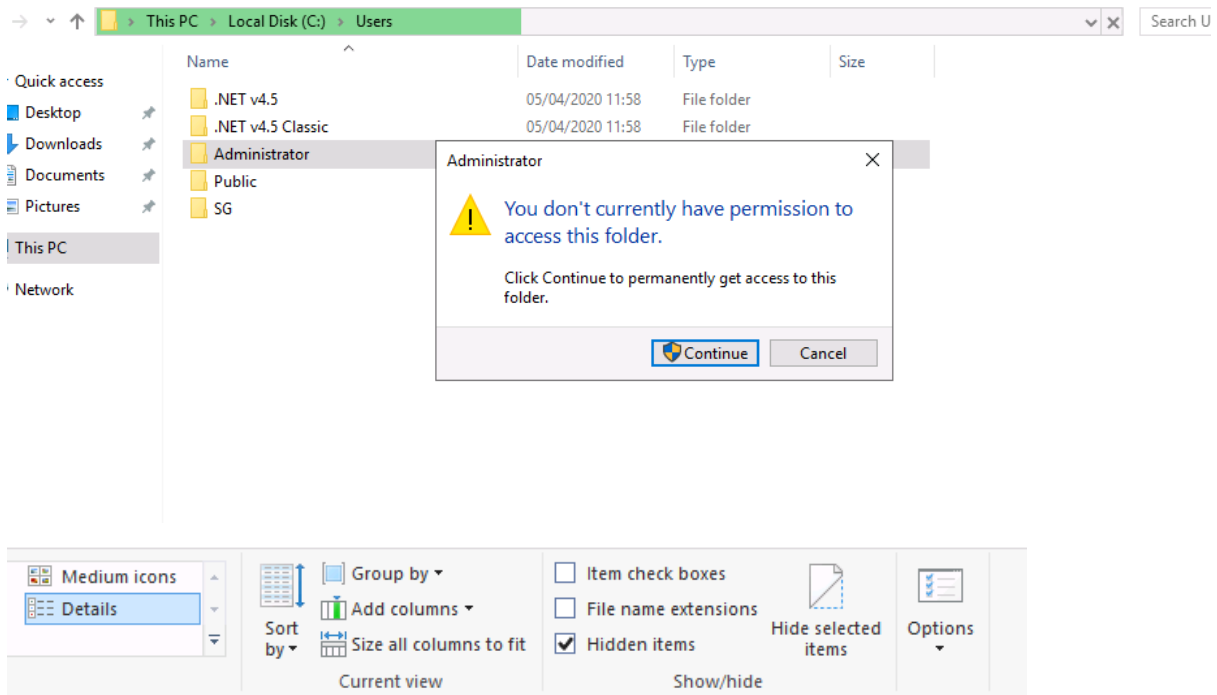 This PC > Local Disk (C:) > Users
Search U
Name Date modified Type Size
Quick access
Desktop
Downloads
Documents
Pictures
This PC
Network
.NET v4.5 05/04/2020 11:58 File folder
.NET v4.5 Classic 05/04/2020 11:58 File folder
Administrator
Public
SG
Administrator
You don't currently have permission to
access this folder.
Click Continue to permanently get access to this
folder.
Continue Cancel
Medium icons
Details
Sort
by
Group by
Add columns
Size all columns to fit
Current view
Item check boxes
File name extensions
Hidden items
Hide selected
items
Show/hide
Options